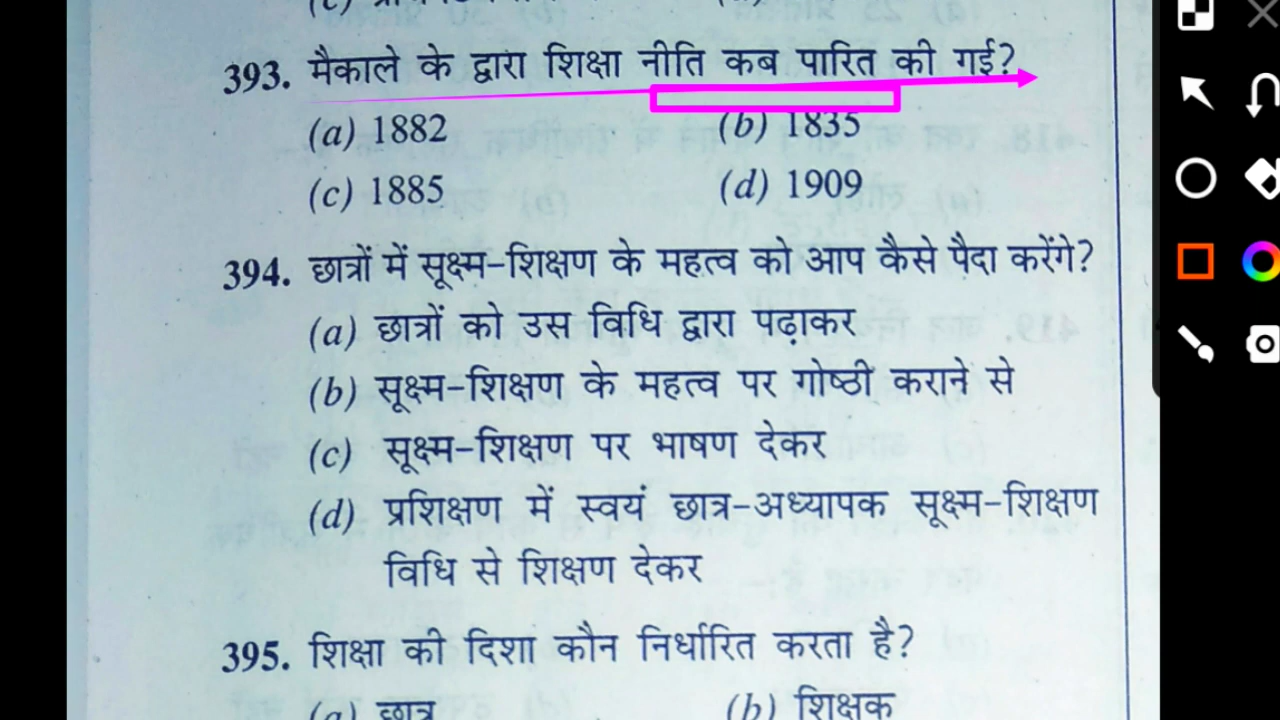 393. मैकाले के द्वारा शिक्षा नीति कब पारित की गई?
(a) 1882 (b) 1835
(c) 1885 (d) 1909
394. छात्रों में सूक्ष्म-शिक्षण के महत्व को आप कैसे पैदा करेंगे?
(a) छात्रों को उस विधि द्वारा पढ़ाकर
(b) सूक्ष्म-शिक्षण के महत्व पर गोष्ठी कराने से
(c) सूक्ष्म-शिक्षण पर भाषण देकर
(d) प्रशिक्षण में स्वयं छात्र-अध्यापक सूक्ष्म-शिक्षण
विधि से शिक्षण देकर
395. शिक्षा की दिशा कौन निर्धारित करता है?
(a) छात्र (b) शिक्षक